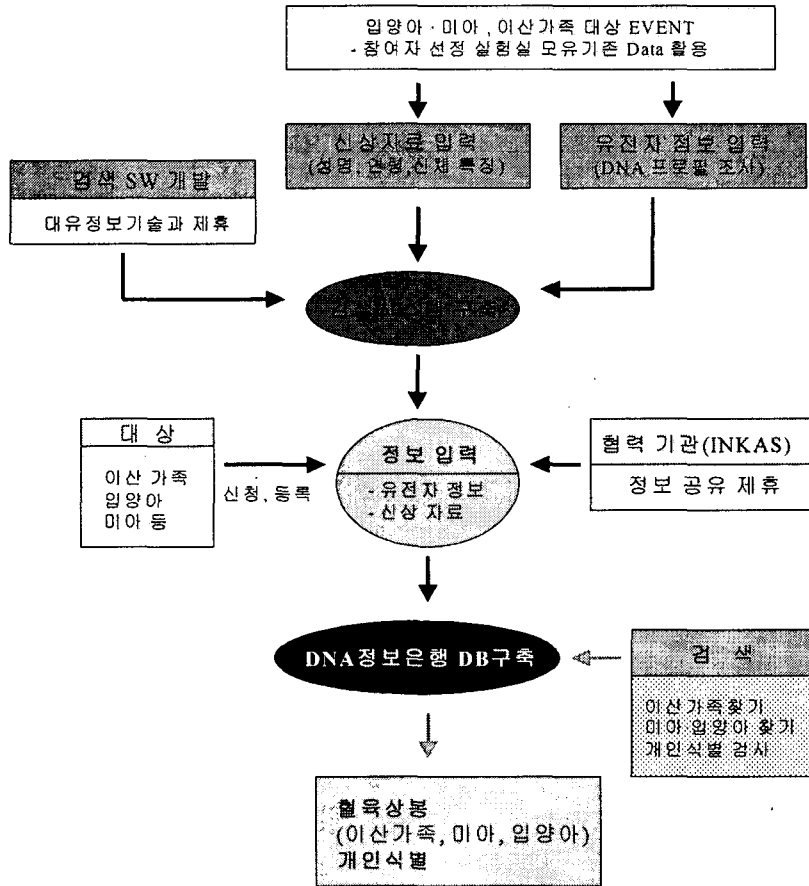 입양아 · 미아 , 이산가족 대상 EVENT
- 참여자 선정 실험실 모유기존 Data 활용
신상자료 입력
(성명, 연령,신체 특징)
유전자 정보 입력
(DNA 프로필 조사)
검색 SW 개발
대유정보기술과 제휴
구축
대 상
이산 가족
입양아
미아 등
신청, 등록
정보 입력
- 유전자 정보
- 신상 자료
협력 기관(INKAS)
정보 공유 제휴
DNA정보은행 DB구축
검 색
이산가족찾기
미아 입양아 찾기
개인식별 검사
혈육상봉
(이산가족, 미아, 입양아)
개인식별